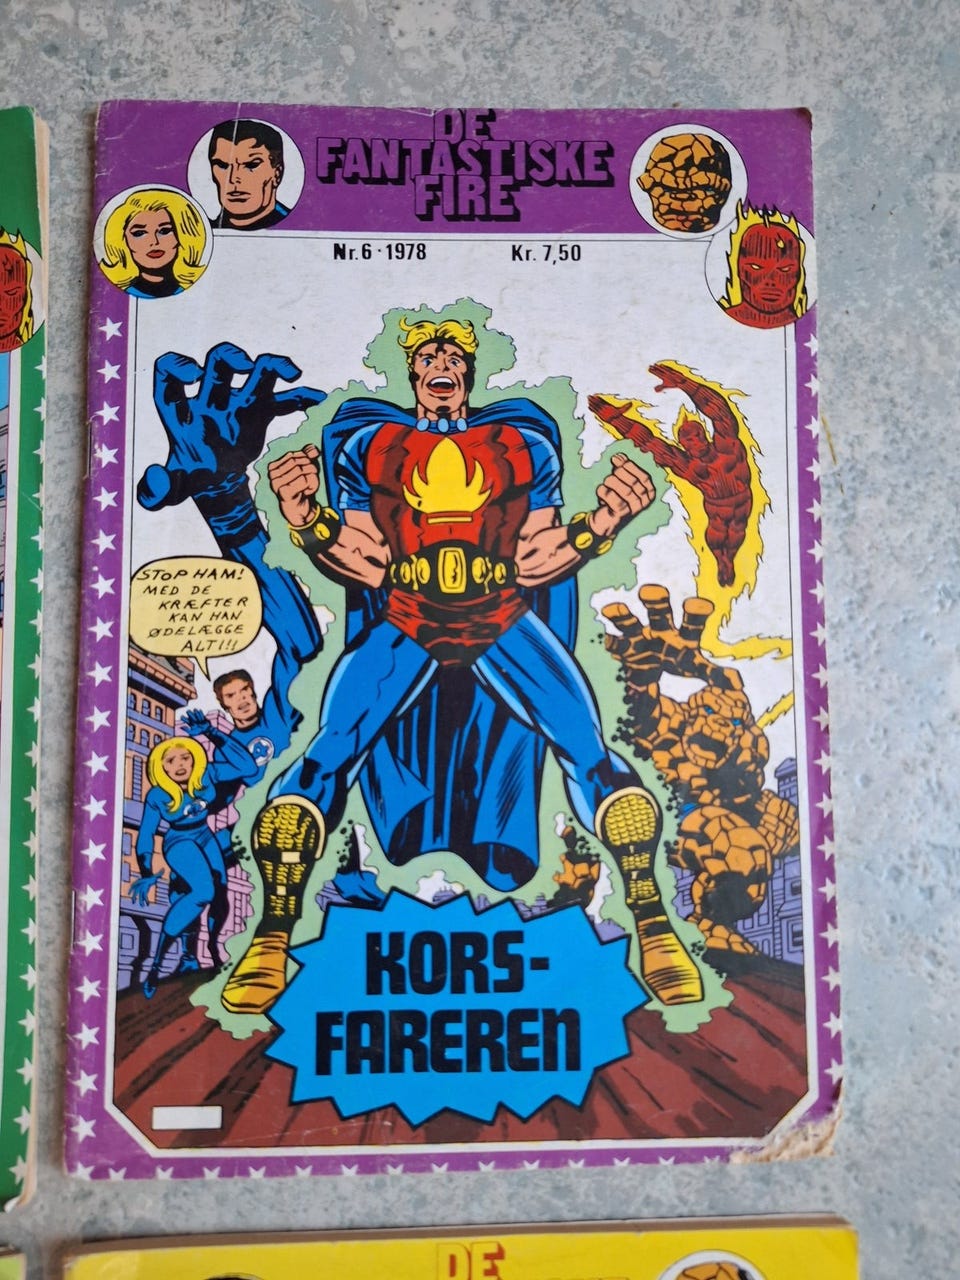 DE
FANTASTISKE
FIRE
Nr. 6 · 1978 Kr. 7,50
STOP HAM!
MED DE
KRÆFTER
KAN HAN
ØDELÆGGE
ALT!!
KORS-
FAREREN
DE